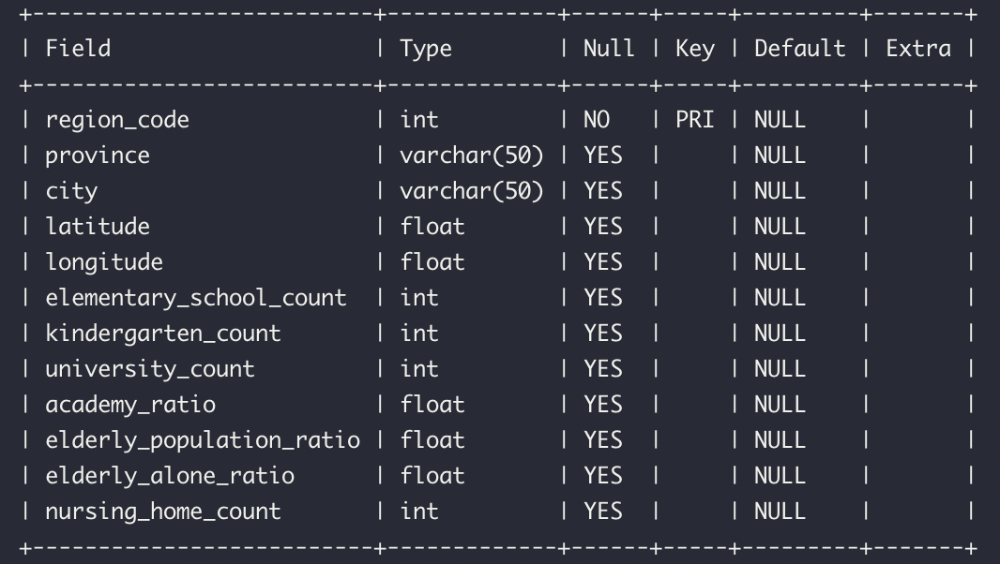 +--------------------------+-------------+------+-----+---------+-------+
| Field                    | Type        | Null | Key | Default | Extra |
+--------------------------+-------------+------+-----+---------+-------+
| region_code              | int         | NO   | PRI | NULL    |       |
| province                 | varchar(50) | YES  |     | NULL    |       |
| city                     | varchar(50) | YES  |     | NULL    |       |
| latitude                 | float       | YES  |     | NULL    |       |
| longitude                | float       | YES  |     | NULL    |       |
| elementary_school_count  | int         | YES  |     | NULL    |       |
| kindergarten_count       | int         | YES  |     | NULL    |       |
| university_count         | int         | YES  |     | NULL    |       |
| academy_ratio            | float       | YES  |     | NULL    |       |
| elderly_population_ratio | float       | YES  |     | NULL    |       |
| elderly_alone_ratio      | float       | YES  |     | NULL    |       |
| nursing_home_count       | int         | YES  |     | NULL    |       |
+--------------------------+-------------+------+-----+---------+-------+